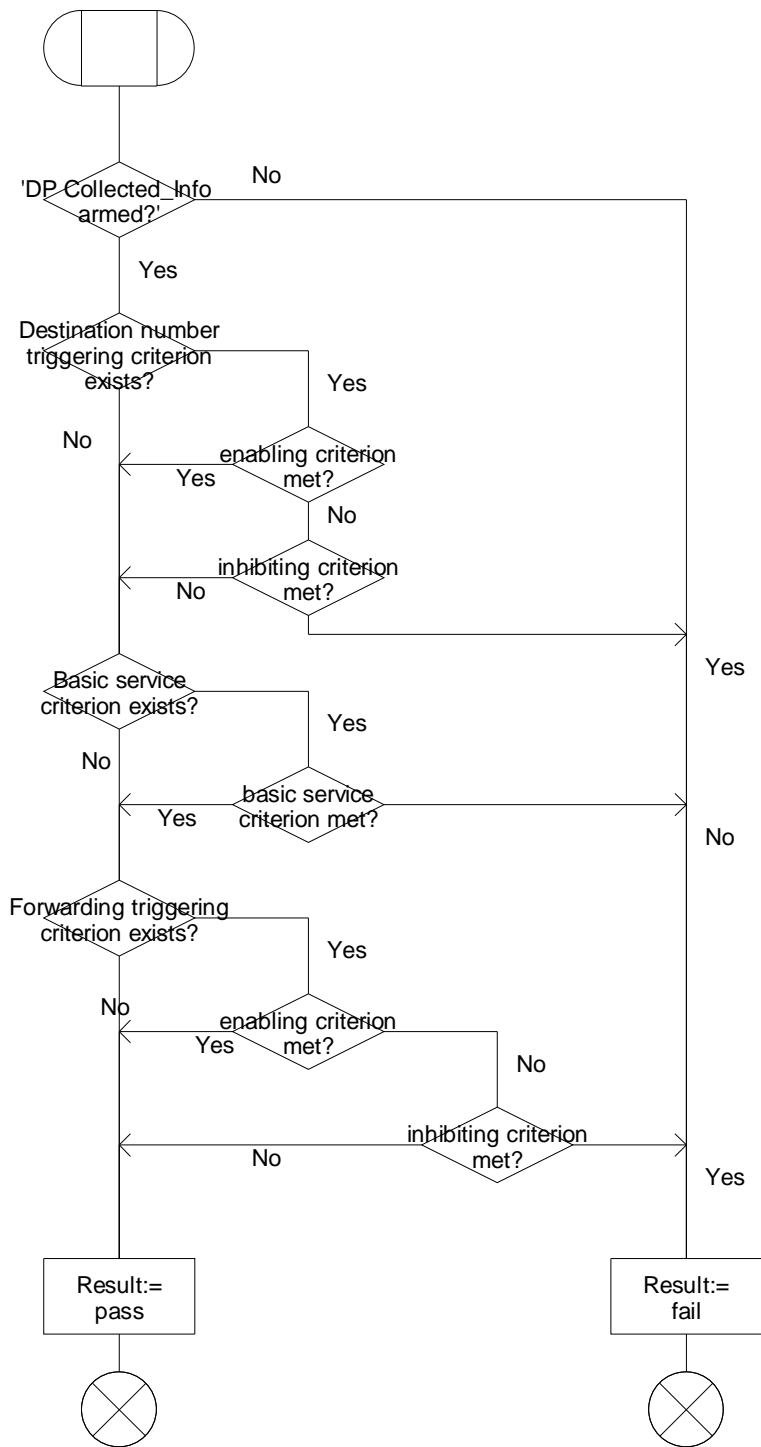 'DP Collected_Info
armed?'
No
Yes
Destination number
triggering criterion
exists?
Yes
No
enabling criterion
met?
Yes
No
inhibiting criterion
met?
No
Yes
Basic service
criterion exists?
Yes
No
basic service
criterion met?
Yes
No
Forwarding triggering
criterion exists?
Yes
No
enabling criterion
met?
Yes
No
inhibiting criterion
met?
No
Yes
Result:=
pass
Result:=
fail